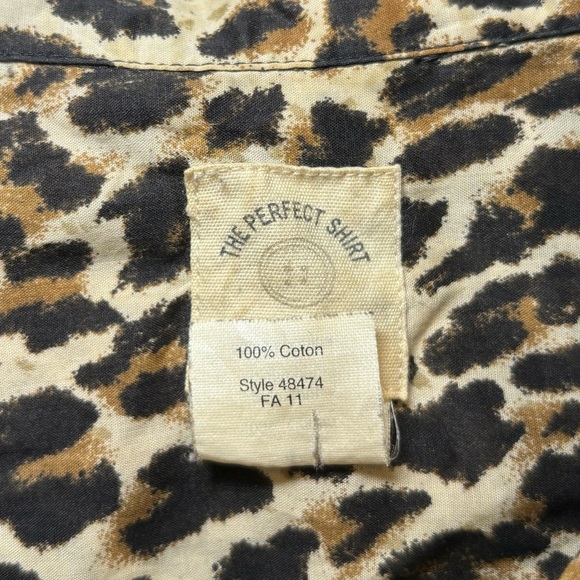 THE PERFECT SHIRT
100% Coton
Style 48474
FA 11